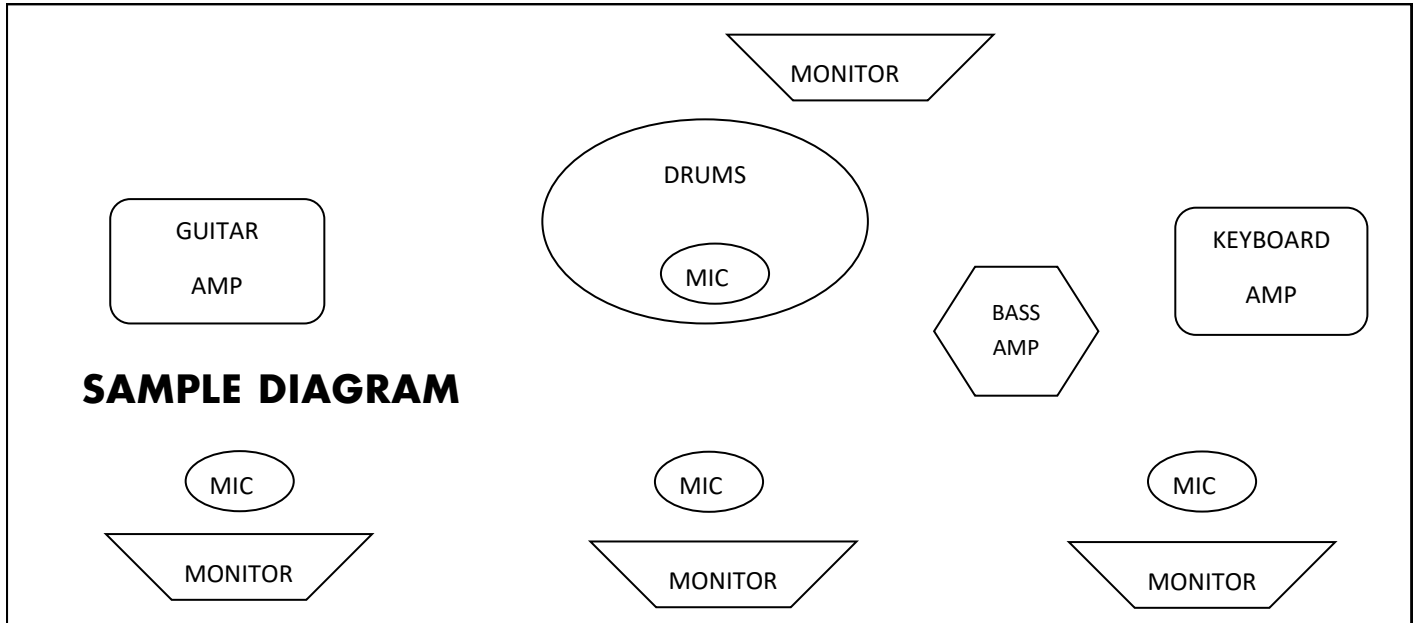 MONITOR
DRUMS
GUITAR
AMP
KEYBOARD
AMP
MIC
BASS
AMP
SAMPLE DIAGRAM
MIC
MIC
MIC
MONITOR
MONITOR
MONITOR